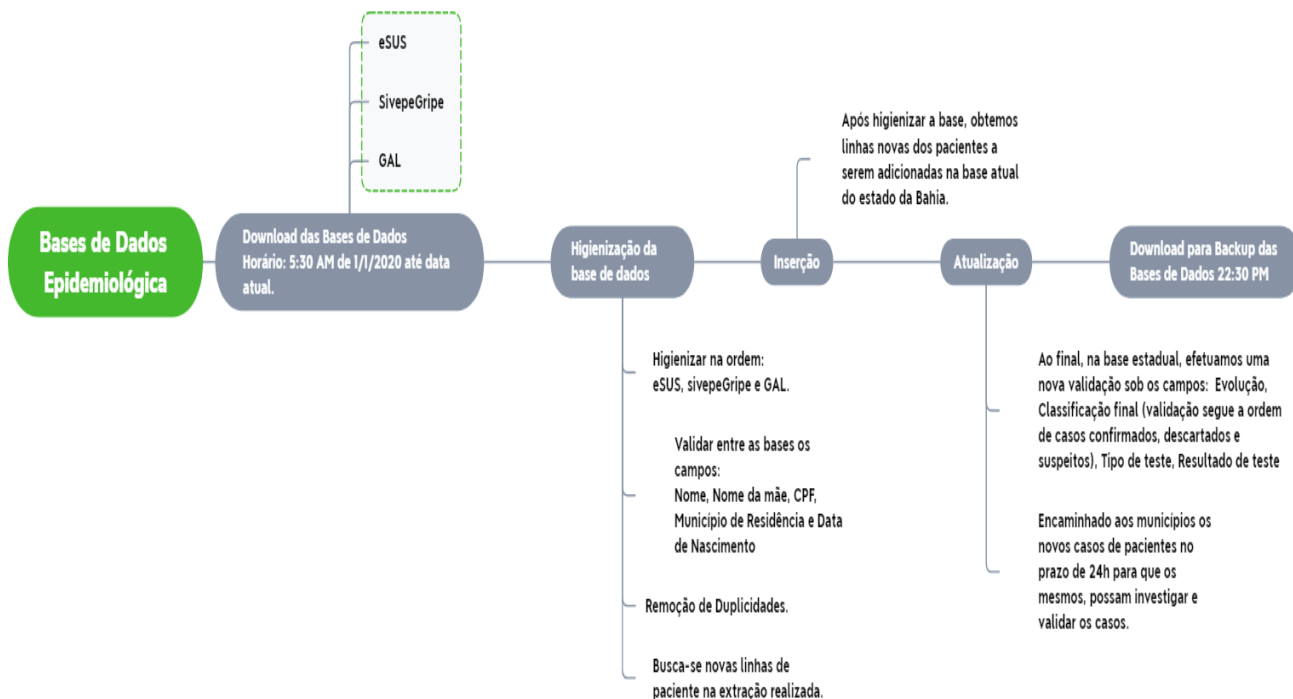 eSUS
SivepeGripe
GAL
Bases de Dados
Epidemiológica
Download das Bases de Dados
Horário: 5:30 AM de 1/1/2020 até data
atual.
Higienização da
base de dados
Higienizar na ordem:
eSUS, sivepeGripe e GAL.
Validar entre as bases os
campos:
Nome, Nome da mãe, CPF,
Município de Residência e Data
de Nascimento
Remoção de Duplicidades.
Busca-se novas linhas de
paciente na extração realizada.
Inserção
Após higienizar a base, obtemos
linhas novas dos pacientes a
serem adicionadas na base atual
do estado da Bahia.
Atualização
Ao final, na base estadual, efetuamos uma
nova validação sob os campos: Evolução,
Classificação final (validação segue a ordem
de casos confirmados, descartados e
suspeitos), Tipo de teste, Resultado de teste
Encaminhado aos municípios os
novos casos de pacientes no
prazo de 24h para que os
mesmos, possam investigar e
validar os casos.
Download para Backup das
Bases de Dados 22:30 PM